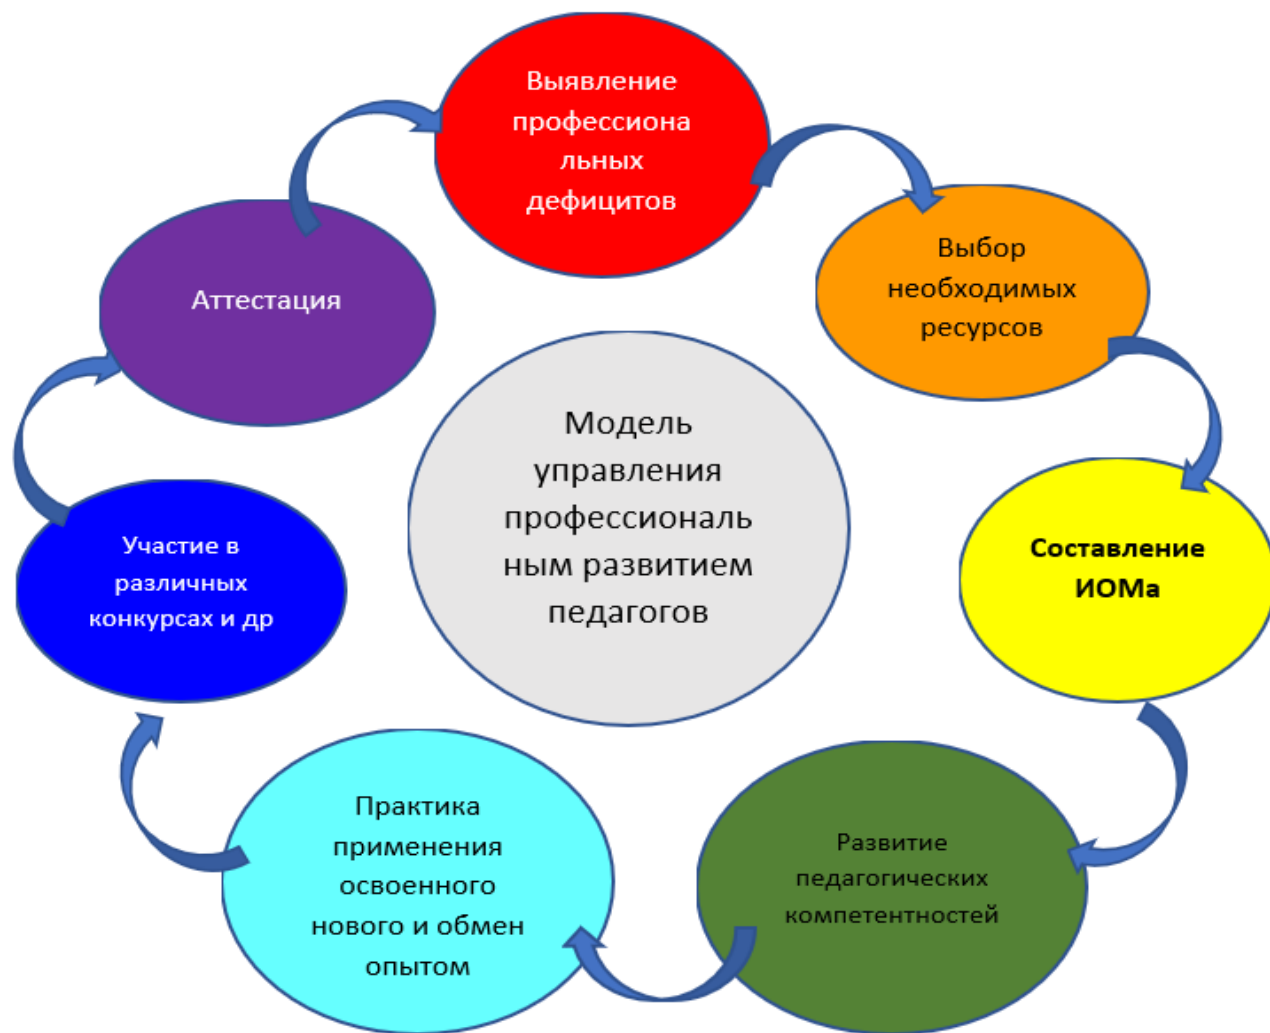 Выявление
профессиона
льных
дефицитов
Выбор
необходимых
ресурсов
Составление
ИОМа
Развитие
педагогических
компетентностей
Практика
применения
освоенного
нового и обмен
опытом
Участие в
различных
конкурсах и др
Аттестация
Модель
управления
профессиональ
ным развитием
педагогов